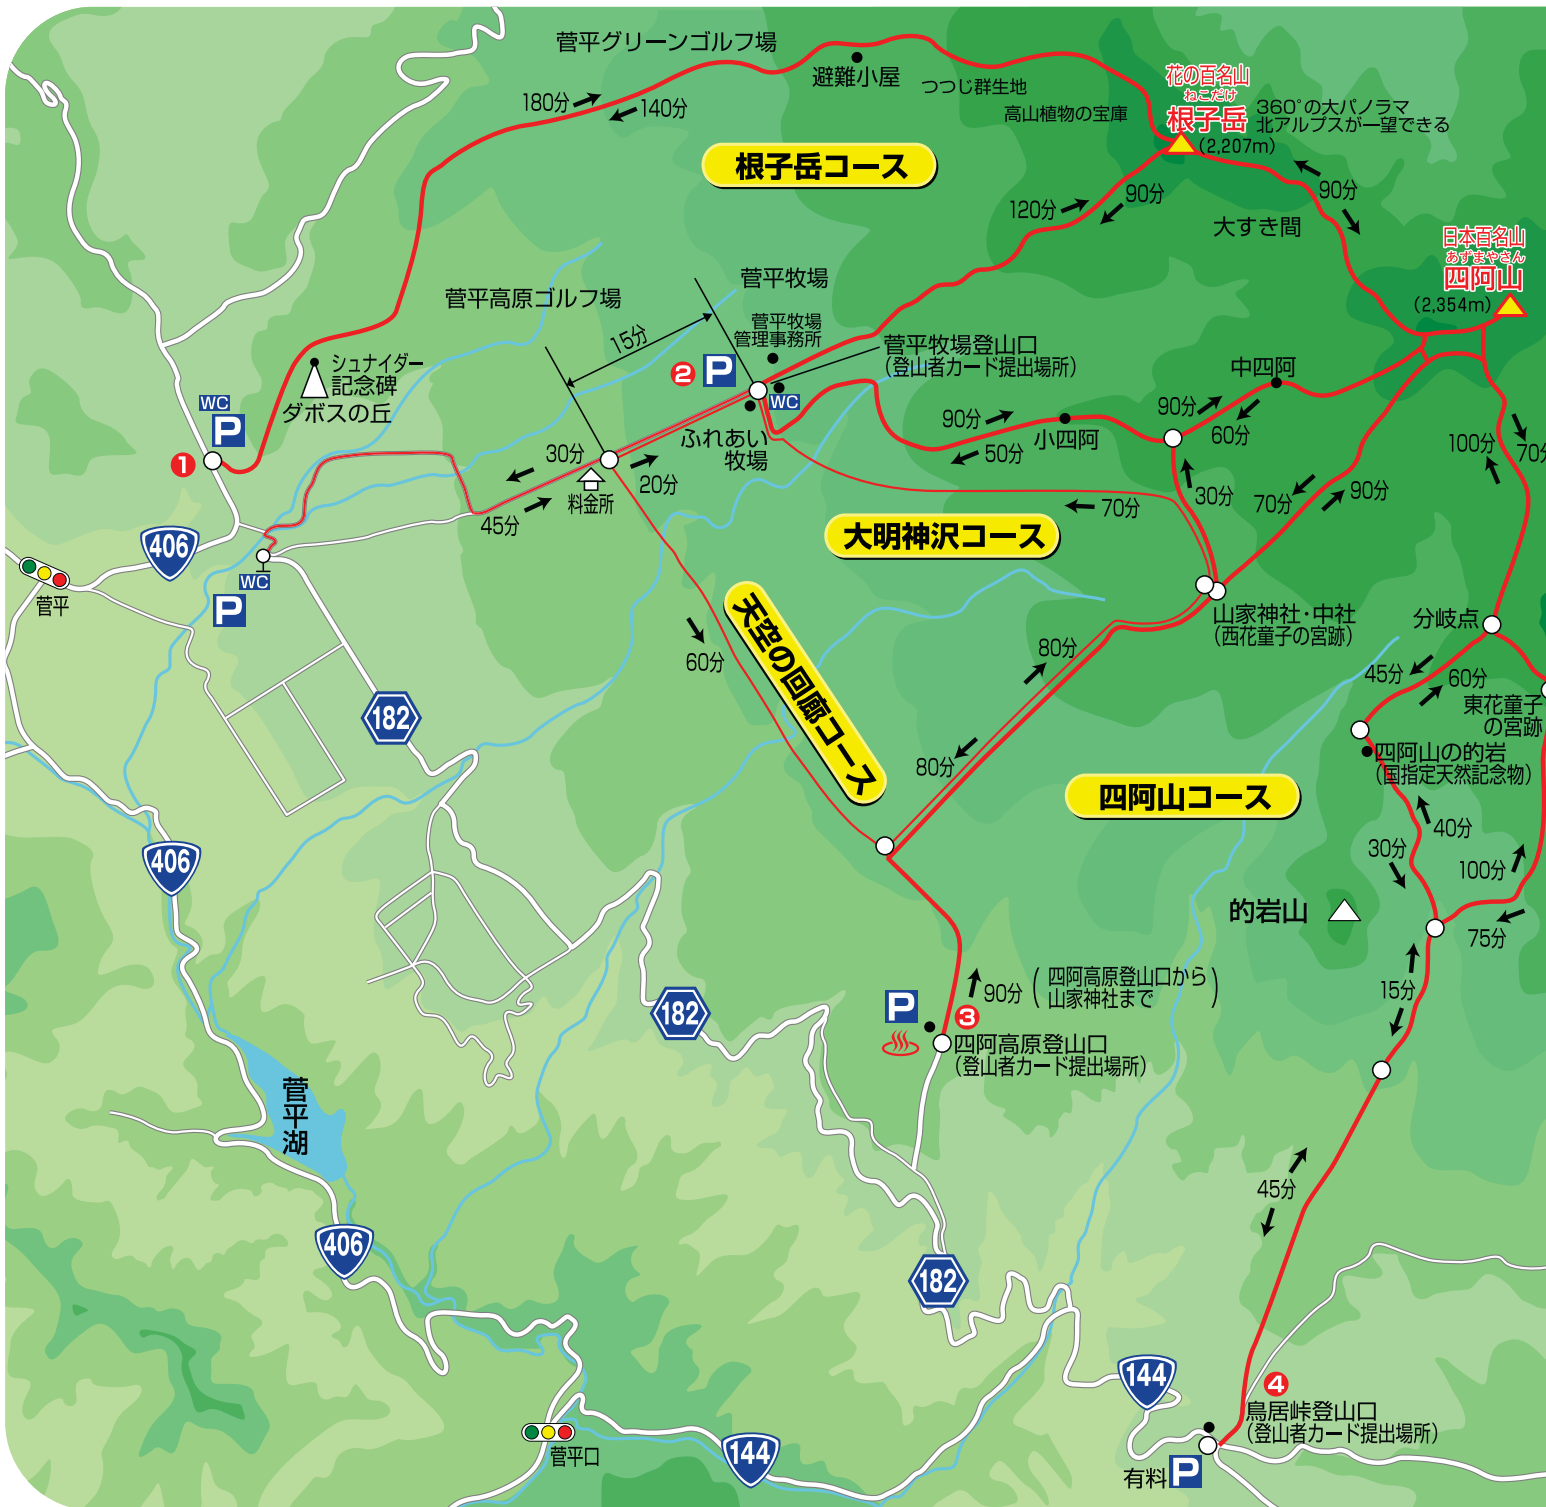 菅平グリーンゴルフ場
避難小屋
つつじ群生地
高山植物の宝庫
花の百名山
ねこだけ
根子岳
(2,207m)
360°の大パノラマ
北アルプスが一望できる
180分
140分
根子岳コース
120分
90分
90分
大すき間
日本百名山
あずまやさん
四阿山
(2,354m)
菅平牧場
菅平高原ゴルフ場
15分
菅平牧場
管理事務所
菅平牧場登山口
(登山者カード提出場所)
2
P
WC
シュナイダー
記念碑
ダボスの丘
WC
P
1
ふれあい
牧場
中四阿
90分
60分
小四阿
90分
50分
100分
70分
30分
20分
料金所
45分
30分
70分
90分
70分
大明神沢コース
406
菅平
WC
P
山家神社・中社
(西花童子の宮跡)
分岐点
天空の回廊コース
60分
80分
80分
45分
60分
東花童子
の宮跡
182
四阿山の的岩
(国指定天然記念物)
四阿山コース
40分
30分
100分
406
的岩山
75分
90分
(四阿高原登山口から
山家神社まで)
15分
182
P
3
四阿高原登山口
(登山者カード提出場所)
菅平湖
45分
406
182
144
4
鳥居峠登山口
(登山者カード提出場所)
菅平口
144
有料
P